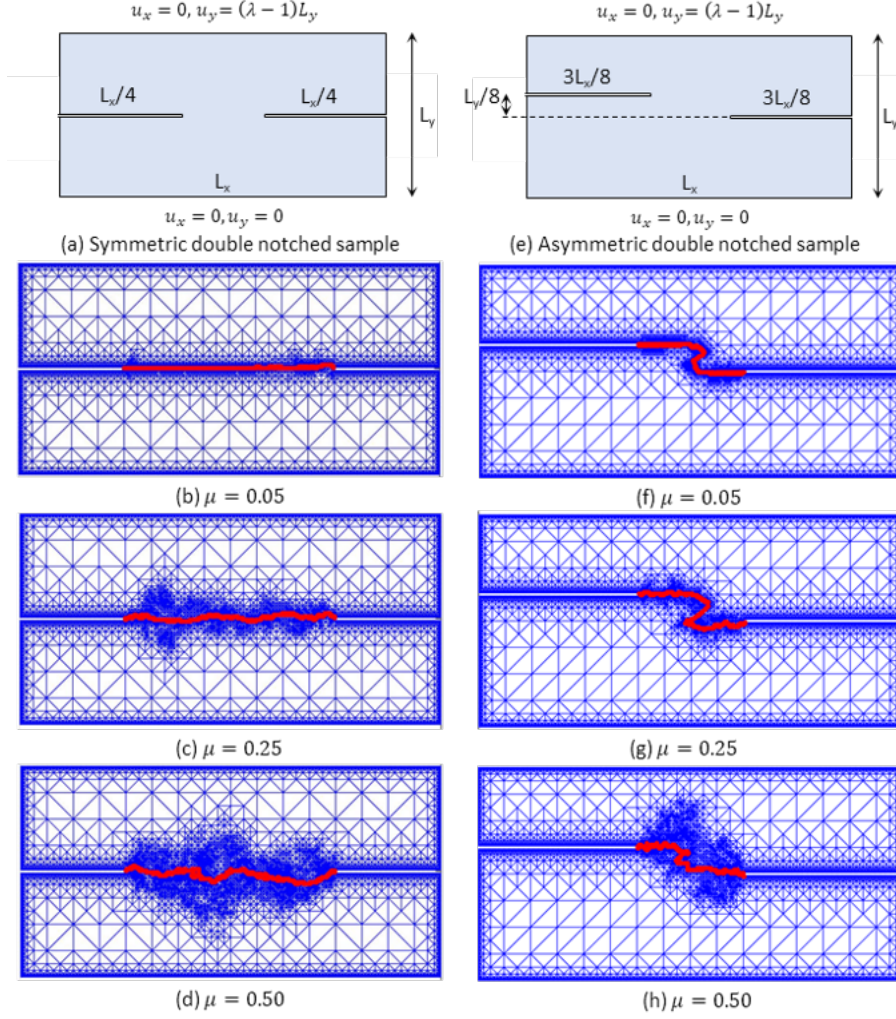 u_x = 0, u_y = (λ − 1)L_y
L_x/4
L_x/4
L_y
L_x
u_x = 0, u_y = 0
(a) Symmetric double notched sample
(b) μ = 0.05
(c) μ = 0.25
(d) μ = 0.50
u_x = 0, u_y = (λ − 1)L_y
3L_x/8
L_y/8
3L_x/8
L_y
L_x
u_x = 0, u_y = 0
(e) Asymmetric double notched sample
(f) μ = 0.05
(g) μ = 0.25
(h) μ = 0.50